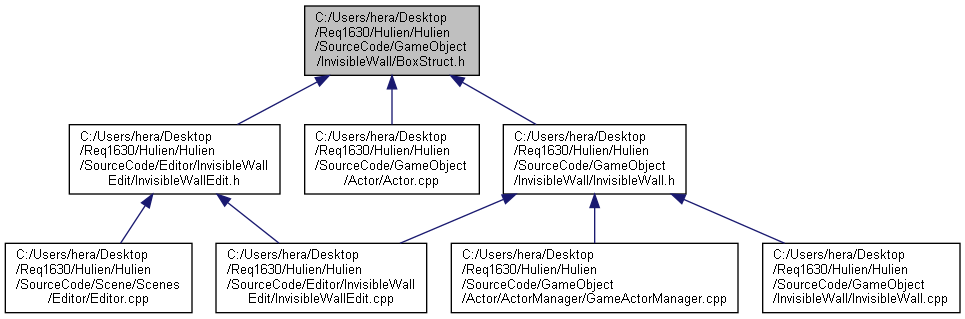 C:/Users/hera/Desktop
/Req1630/Hulien/Hulien
/SourceCode/GameObject
/InvisibleWall/BoxStruct.h
C:/Users/hera/Desktop
/Req1630/Hulien/Hulien
/SourceCode/Editor/InvisibleWall
Edit/InvisibleWallEdit.h
C:/Users/hera/Desktop
/Req1630/Hulien/Hulien
/SourceCode/GameObject
/Actor/Actor.cpp
C:/Users/hera/Desktop
/Req1630/Hulien/Hulien
/SourceCode/GameObject
/InvisibleWall/InvisibleWall.h
C:/Users/hera/Desktop
/Req1630/Hulien/Hulien
/SourceCode/Scene/Scenes
/Editor/Editor.cpp
C:/Users/hera/Desktop
/Req1630/Hulien/Hulien
/SourceCode/Editor/InvisibleWall
Edit/InvisibleWallEdit.cpp
C:/Users/hera/Desktop
/Req1630/Hulien/Hulien
/SourceCode/GameObject
/Actor/ActorManager/GameActorManager.cpp
C:/Users/hera/Desktop
/Req1630/Hulien/Hulien
/SourceCode/GameObject
/InvisibleWall/InvisibleWall.cpp